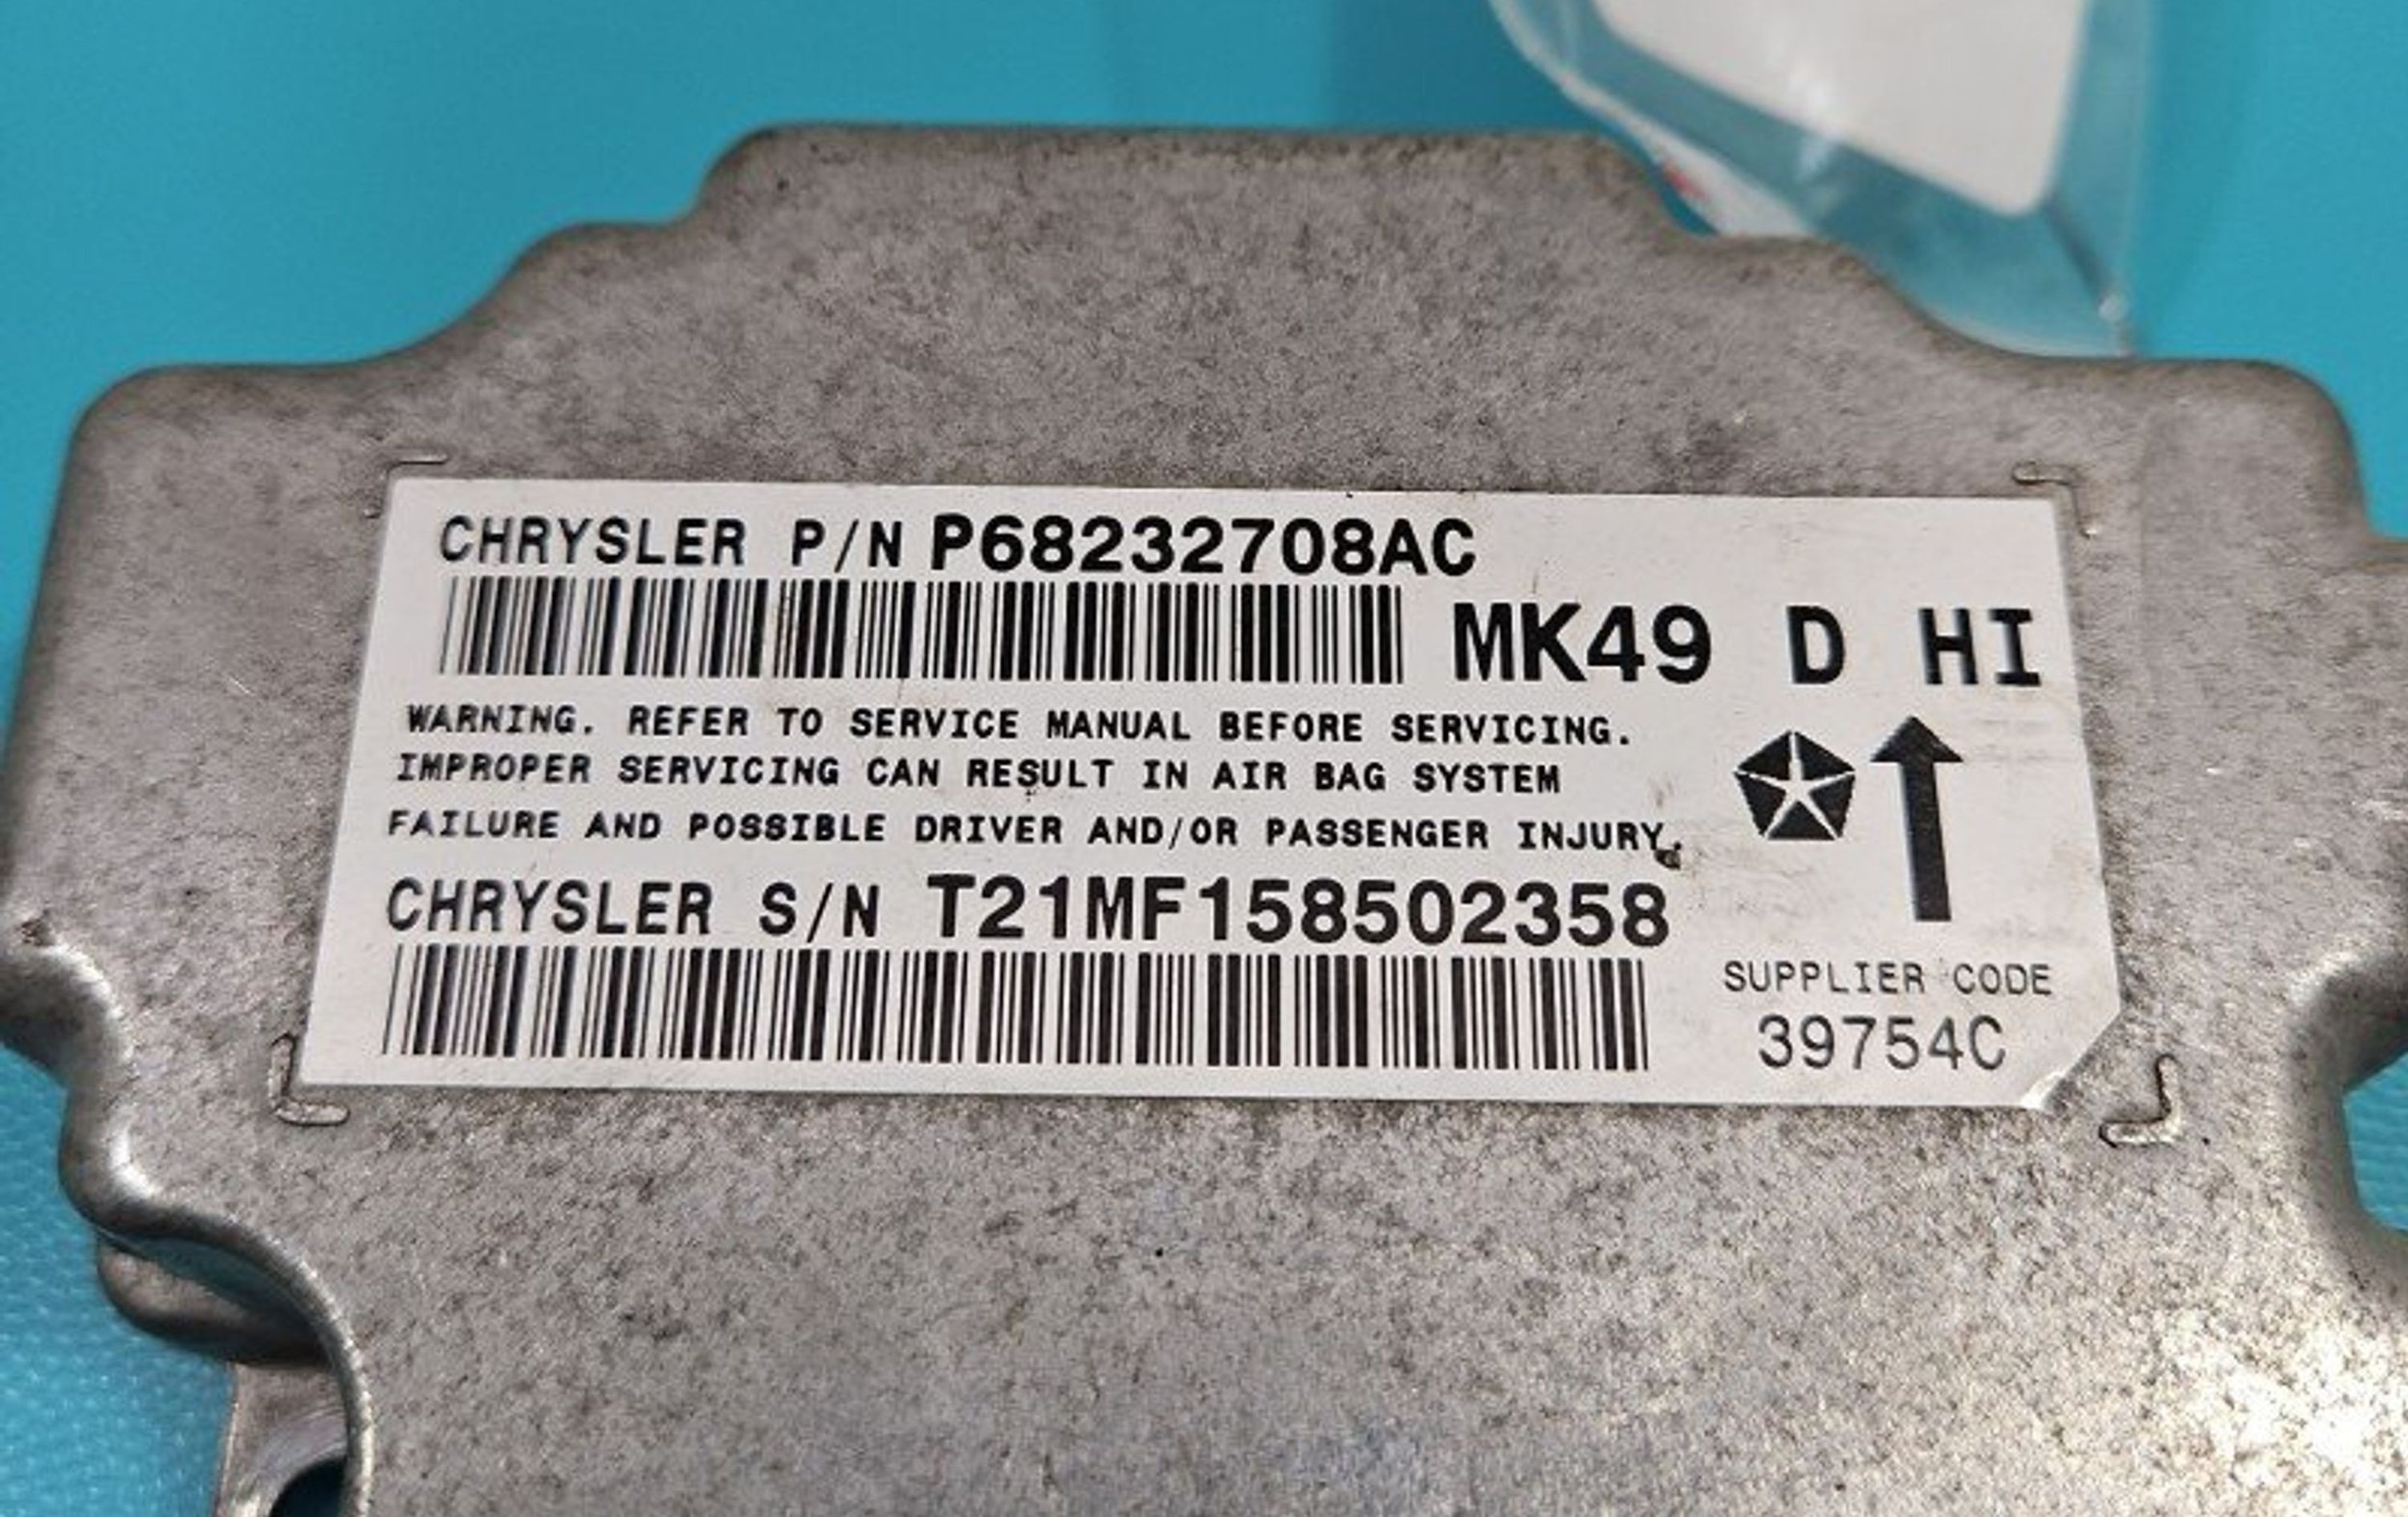 CHRYSLER P/N P68232708AC
MK49 D HI
WARNING. REFER TO SERVICE MANUAL BEFORE SERVICING.
IMPROPER SERVICING CAN RESULT IN AIR BAG SYSTEM
FAILURE AND POSSIBLE DRIVER AND/OR PASSENGER INJURY.
CHRYSLER S/N T21MF158502358
SUPPLIER CODE
39754C